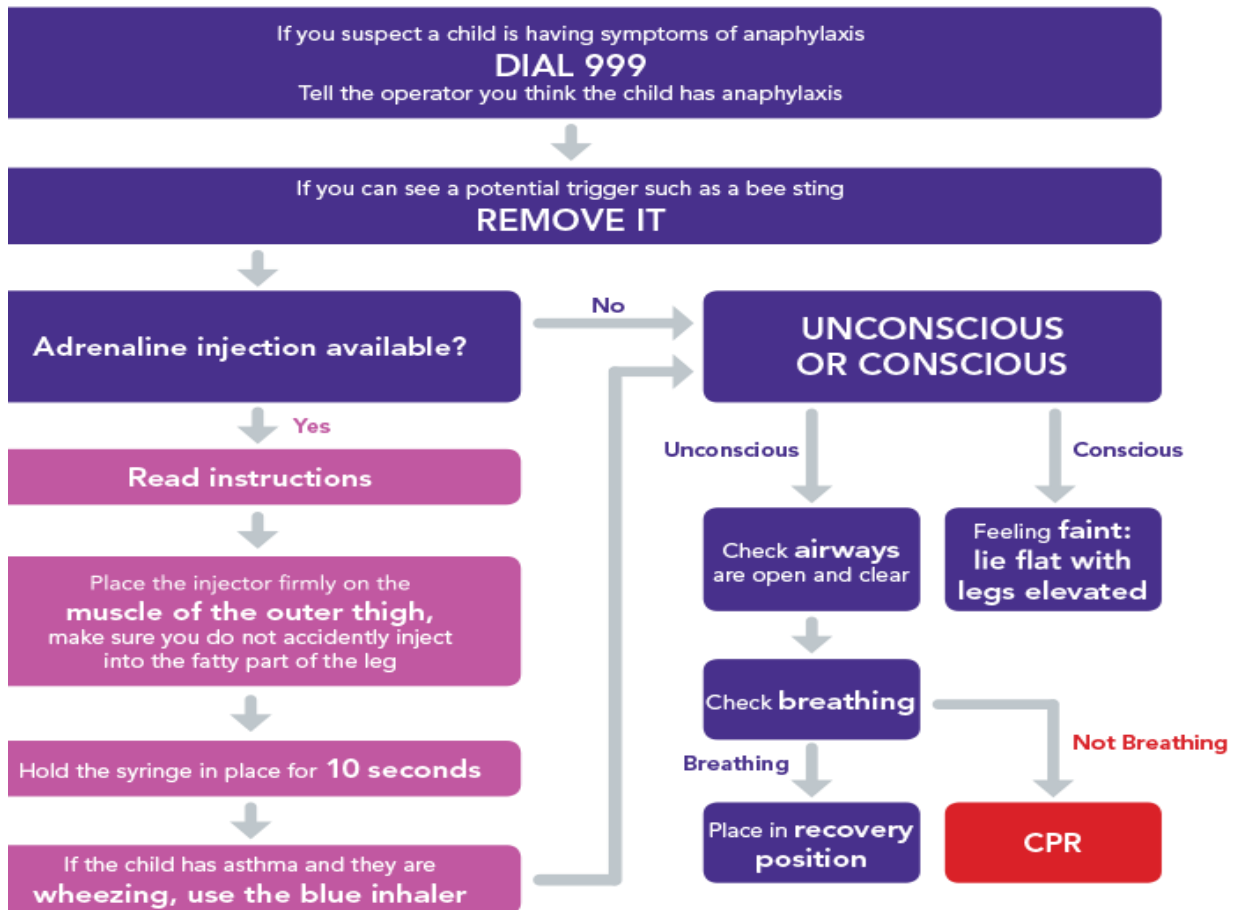 If you suspect a child is having symptoms of anaphylaxis
DIAL 999
Tell the operator you think the child has anaphylaxis
If you can see a potential trigger such as a bee sting
REMOVE IT
Adrenaline injection available?
No
UNCONSCIOUS
OR CONSCIOUS
Yes
Read instructions
Place the injector firmly on the
muscle of the outer thigh,
make sure you do not accidently inject
into the fatty part of the leg
Hold the syringe in place for 10 seconds
If the child has asthma and they are
wheezing, use the blue inhaler
Unconscious
Conscious
Check airways
are open and clear
Feeling faint:
lie flat with
legs elevated
Check breathing
Breathing
Not Breathing
Place in recovery
position
CPR